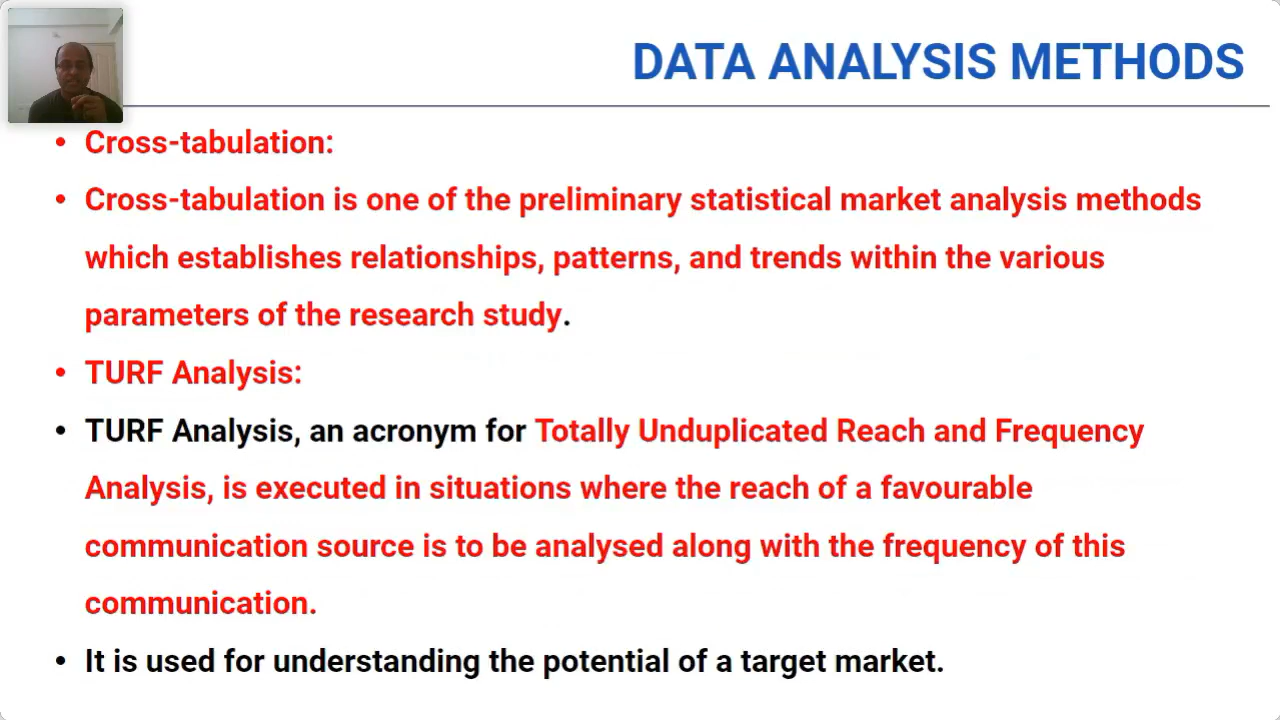 DATA ANALYSIS METHODS
• Cross-tabulation:
• Cross-tabulation is one of the preliminary statistical market analysis methods
which establishes relationships, patterns, and trends within the various
parameters of the research study.
• TURF Analysis:
• TURF Analysis, an acronym for Totally Unduplicated Reach and Frequency
Analysis, is executed in situations where the reach of a favourable
communication source is to be analysed along with the frequency of this
communication.
• It is used for understanding the potential of a target market.